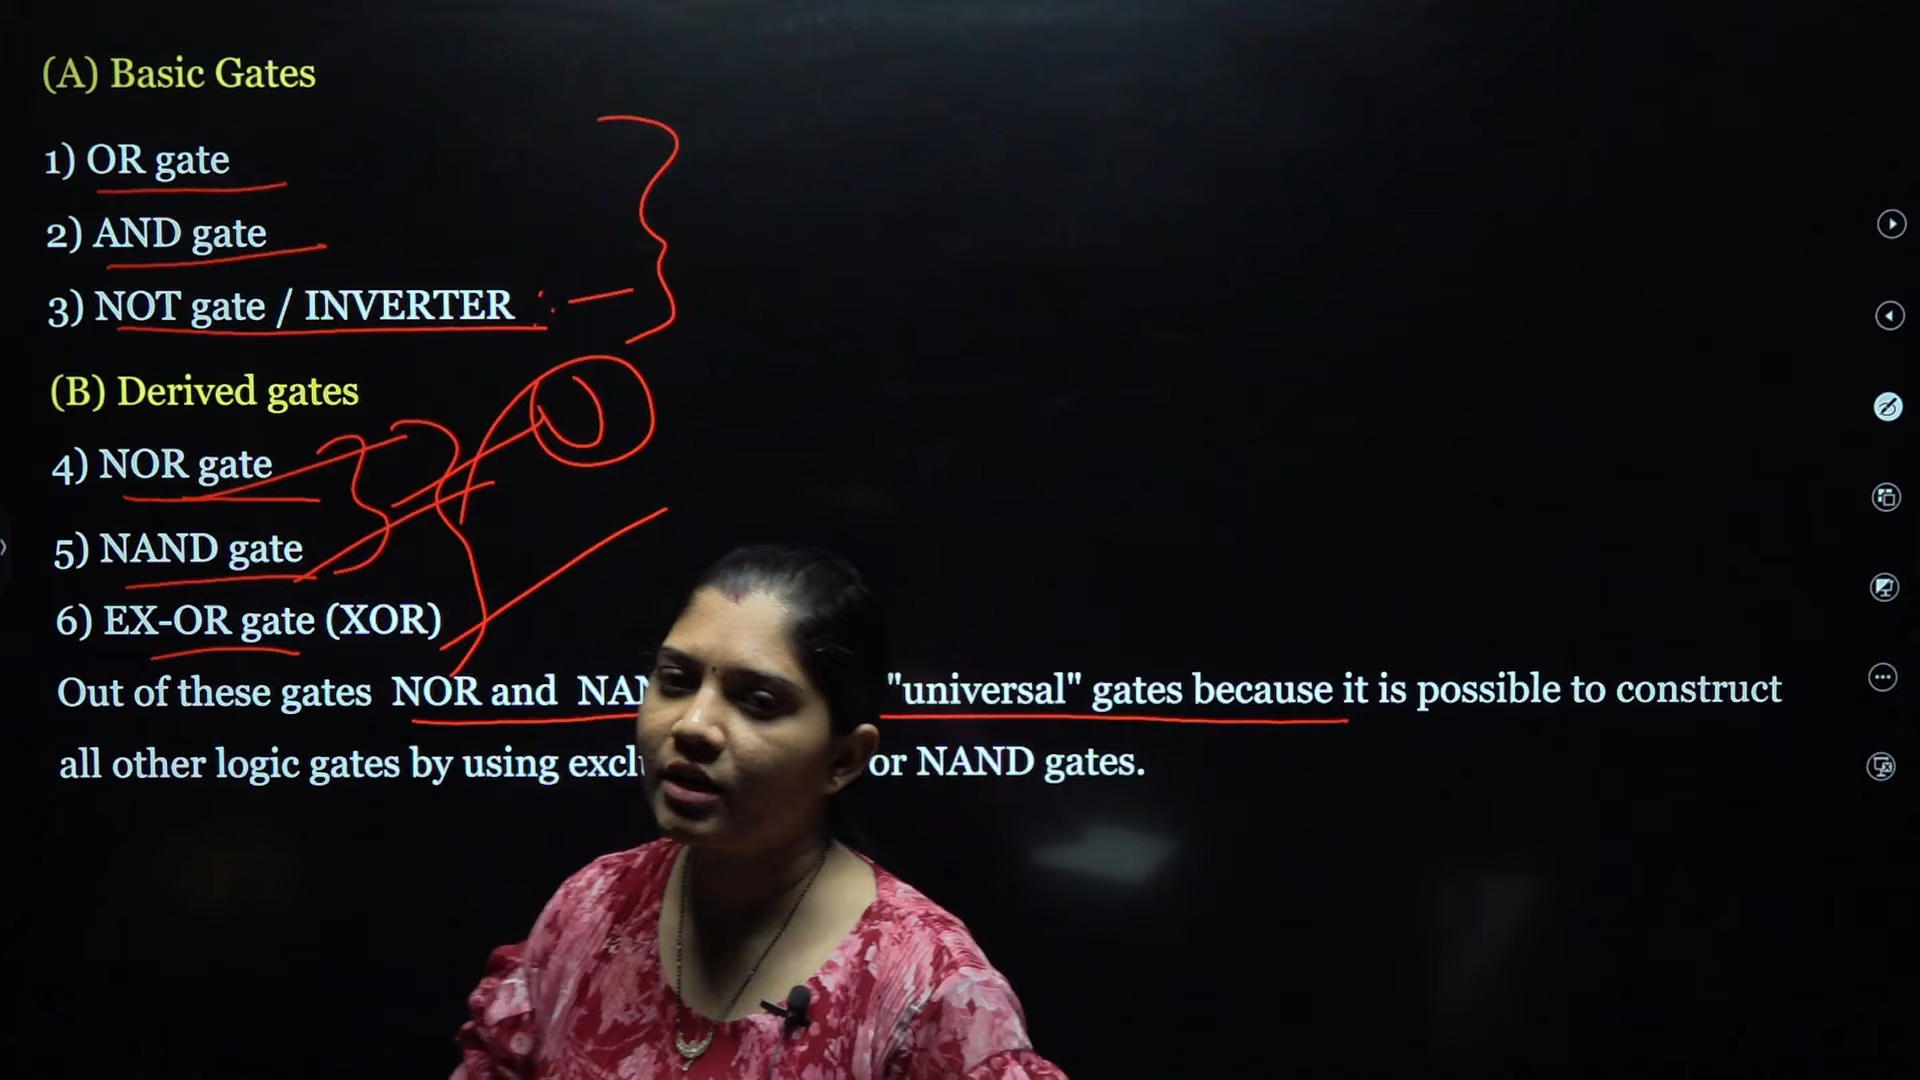 (A) Basic Gates
1) OR gate
2) AND gate
3) NOT gate / INVERTER
(B) Derived gates
4) NOR gate
5) NAND gate
6) EX-OR gate (XOR)
Out of these gates NOR and "universal" gates because it is possible to construct
all other logic gates by using or NAND gates.